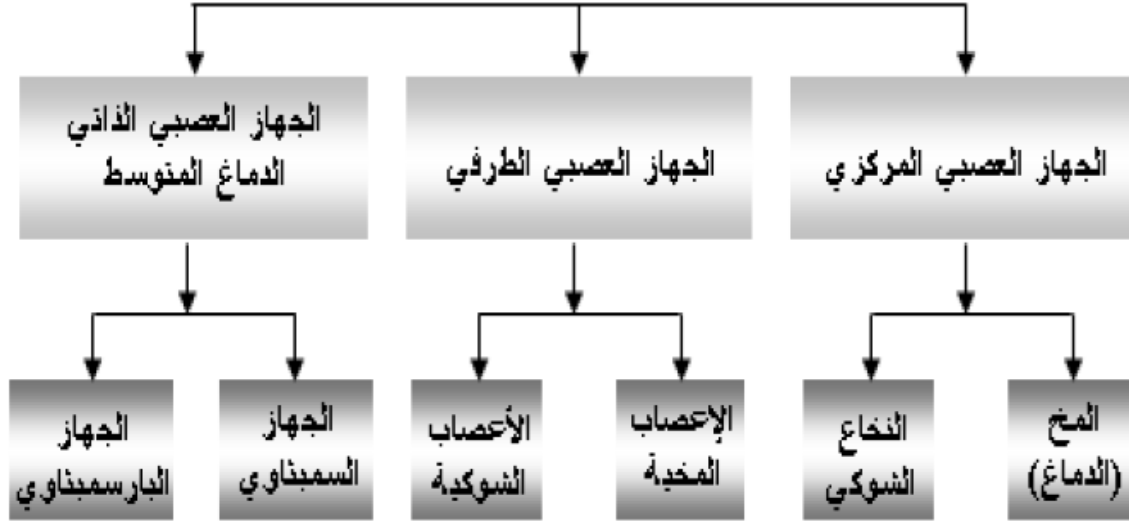 الجهاز العصبي المركزي
الجهاز العصبي الطرفي
الجهاز العصبي الذاتي
الدماغ المتوسط
المخ
(الدماغ)
النخاع
الشوكي
الإعصاب
المخية
الأعصاب
الشوكية
الجهاز
السمبثاوي
الجهاز
البارسمبثاوي